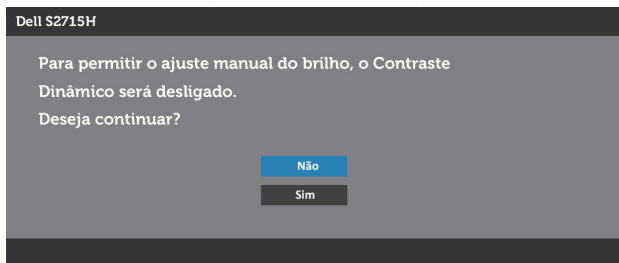 Dell S2715H
Para permitir o ajuste manual do brilho, o Contraste
Dinâmico será desligado.
Deseja continuar?
Não
Sim